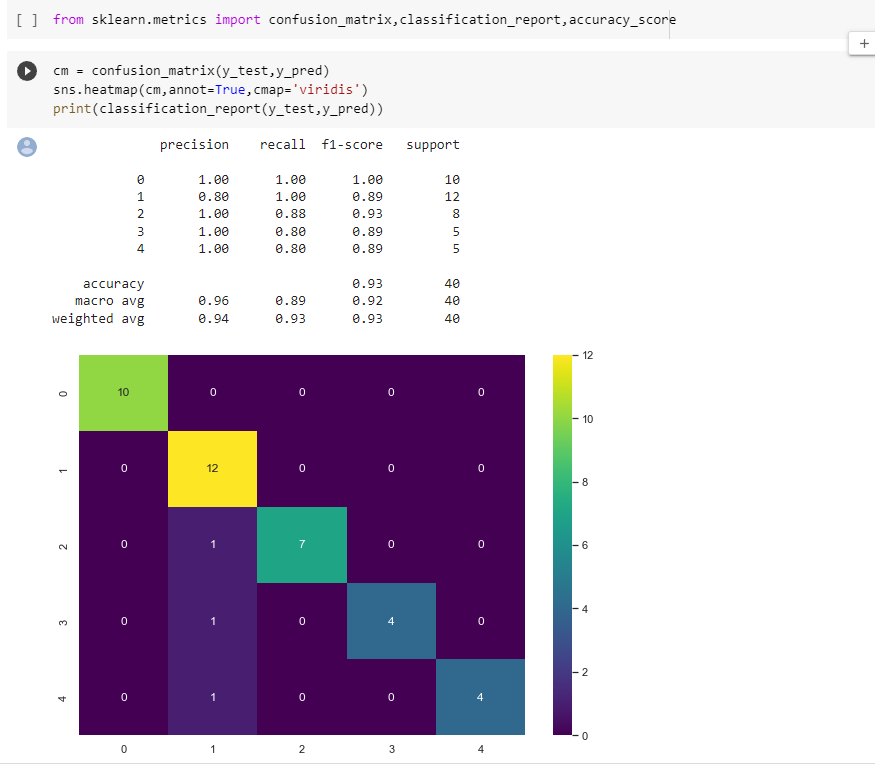 [ ] from sklearn.metrics import confusion_matrix,classification_report,accuracy_score
+
cm = confusion_matrix(y_test,y_pred)
sns.heatmap(cm,annot=True,cmap='viridis')
print(classification_report(y_test,y_pred))
precision recall f1-score support
0 1.00 1.00 1.00 10
1 0.80 1.00 0.89 12
2 1.00 0.88 0.93 8
3 1.00 0.80 0.89 5
4 1.00 0.80 0.89 5
accuracy 0.93 40
macro avg 0.96 0.89 0.92 40
weighted avg 0.94 0.93 0.93 40
0 10 0 0 0 0
1 0 12 0 0 0
2 0 1 7 0 0
3 0 1 0 4 0
4 0 1 0 0 4
0 1 2 3 4
12
10
8
6
4
2
0